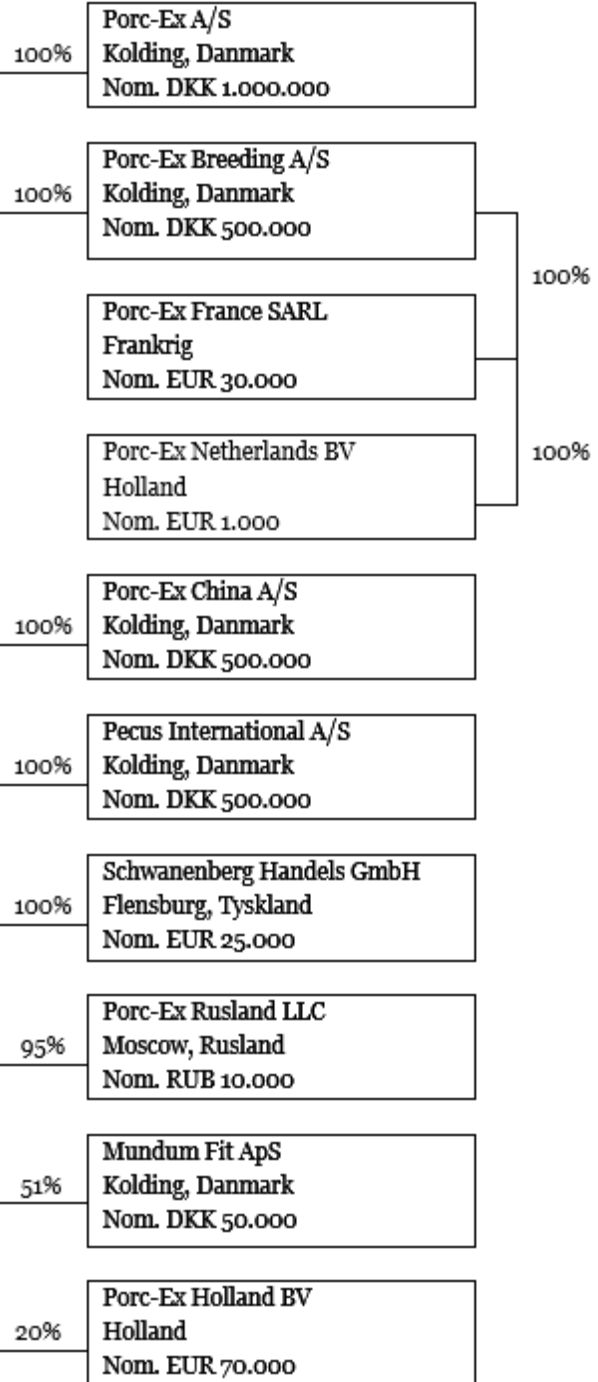 Porc-Ex A/S
100% Kolding, Danmark
Nom. DKK 1.000.000
Porc-Ex Breeding A/S
100% Kolding, Danmark
Nom. DKK 500.000
100%
Porc-Ex France SARL
Frankrig
Nom. EUR 30.000
Porc-Ex Netherlands BV 100%
Holland
Nom. EUR 1.000
Porc-Ex China A/S
100% Kolding, Danmark
Nom. DKK 500.000
Pecus International A/S
100% Kolding, Danmark
Nom. DKK 500.000
Schwanenberg Handels GmbH
100% Flensburg, Tyskland
Nom. EUR 25.000
Porc-Ex Rusland LLC
95% Moscow, Rusland
Nom. RUB 10.000
Mundum Fit ApS
51% Kolding, Danmark
Nom. DKK 50.000
Porc-Ex Holland BV
20% Holland
Nom. EUR 70.000